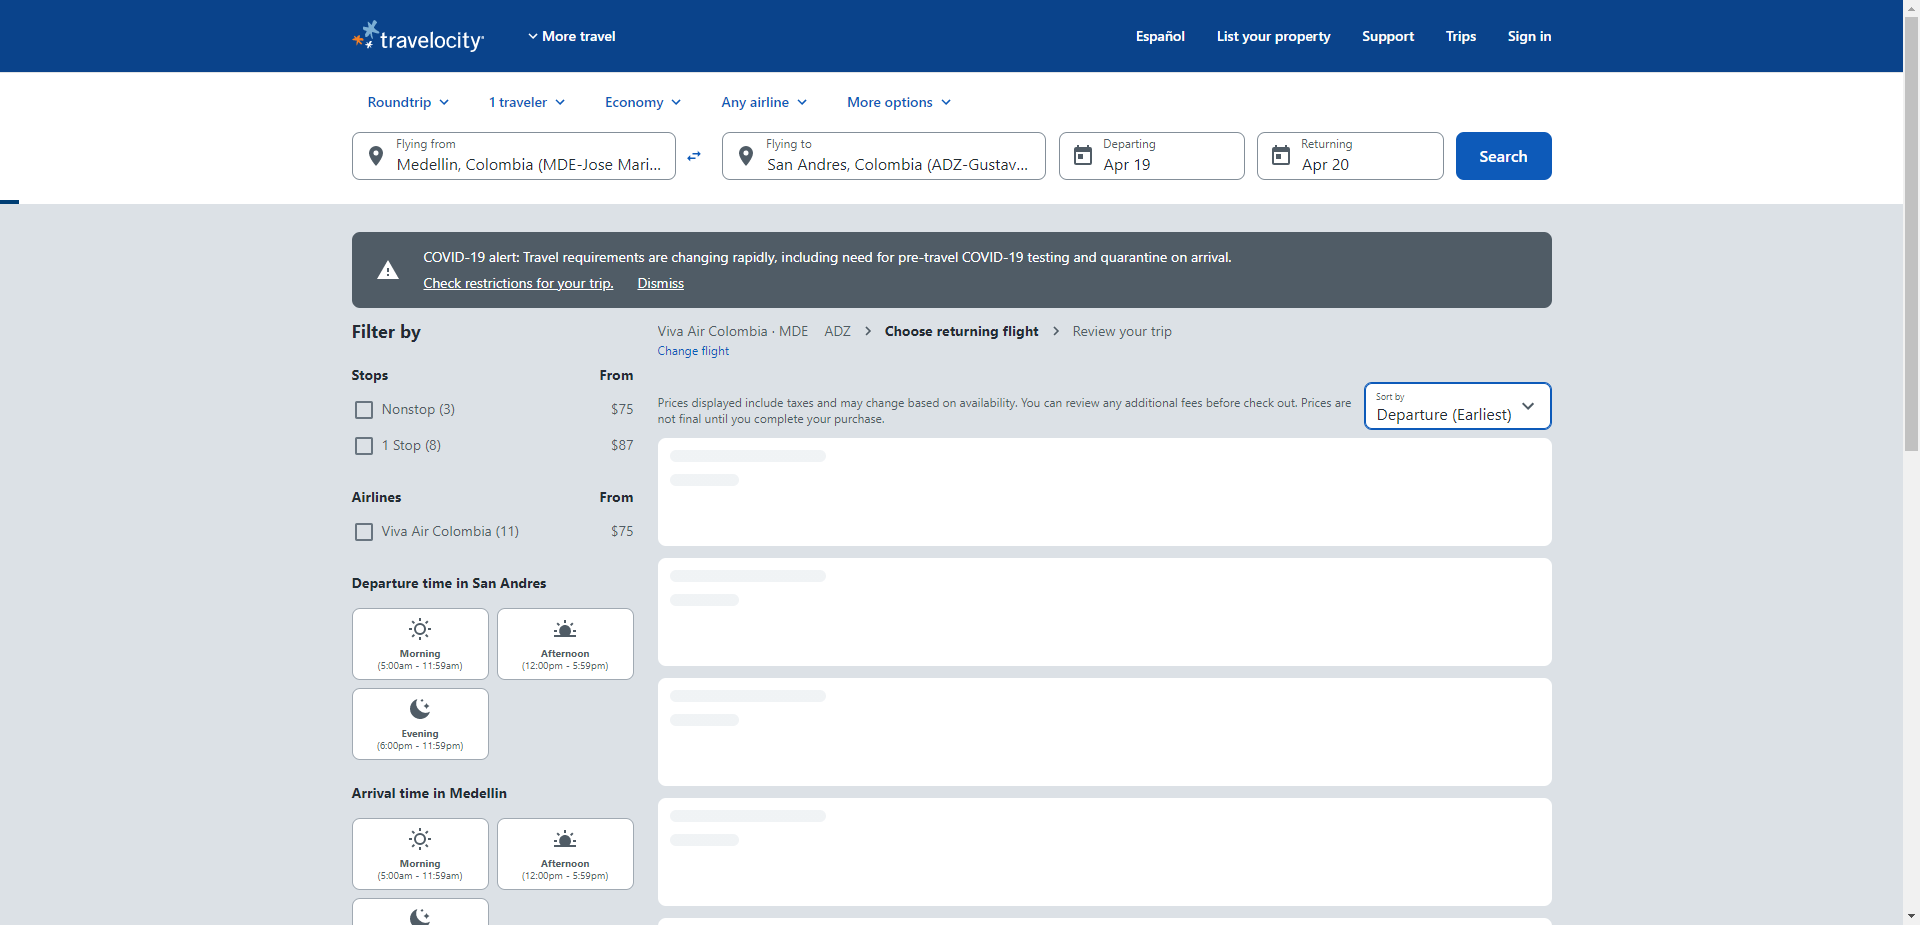 travelocity
More travel
Español
List your property
Support
Trips
Sign in
Roundtrip
1 traveler
Economy
Any airline
More options
Flying from
Medellin, Colombia (MDE-Jose Mari...
Flying to
San Andres, Colombia (ADZ-Gustav...
Departing
Apr 19
Returning
Apr 20
Search
COVID-19 alert: Travel requirements are changing rapidly, including need for pre-travel COVID-19 testing and quarantine on arrival.
Check restrictions for your trip.
Dismiss
Filter by
Stops
From
Nonstop (3)
$75
1 Stop (8)
$87
Airlines
From
Viva Air Colombia (11)
$75
Departure time in San Andres
Morning
(5:00am - 11:59am)
Afternoon
(12:00pm - 5:59pm)
Evening
(6:00pm - 11:59pm)
Arrival time in Medellin
Morning
(5:00am - 11:59am)
Afternoon
(12:00pm - 5:59pm)
Viva Air Colombia · MDE ADZ
Choose returning flight
Review your trip
Change flight
Prices displayed include taxes and may change based on availability. You can review any additional fees before check out. Prices are
not final until you complete your purchase.
Sort by
Departure (Earliest)